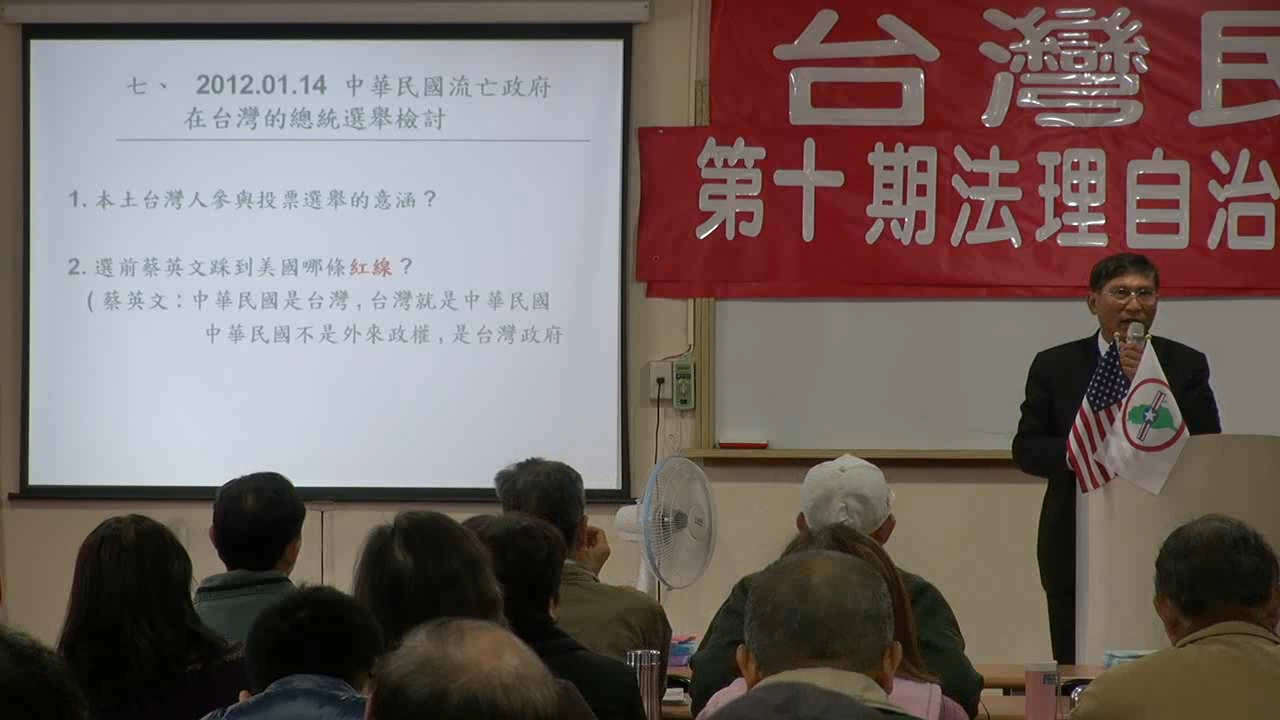 七、 2012.01.14 中華民國流亡政府
在台灣的總統選舉檢討
1. 本土台灣人參與投票選舉的意涵？
2. 選前蔡英文踩到美國哪條紅線？
(蔡英文：中華民國是台灣，台灣就是中華民國
中華民國不是外來政權，是台灣政府
台灣民
第十期法理自治